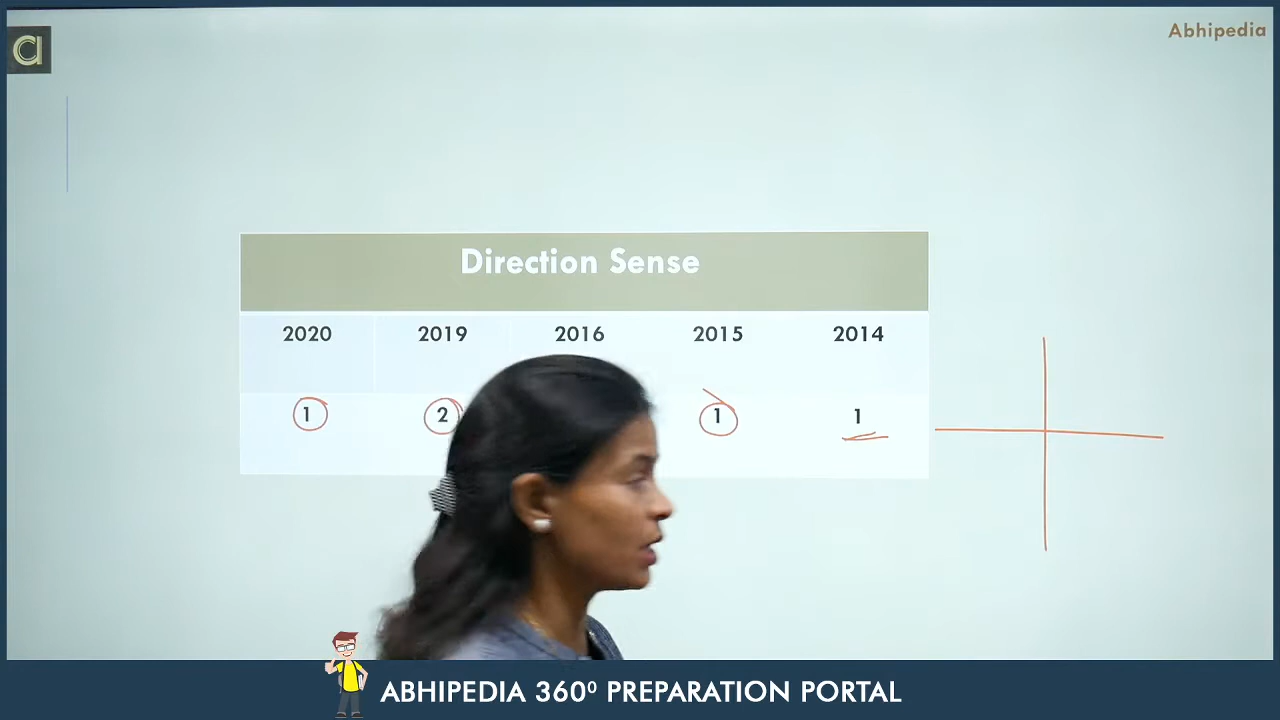 a
Abhipedia
Direction Sense
2020 2019 2016 2015 2014
1 2 1 1
ABHIPEDIA 360⁰ PREPARATION PORTAL